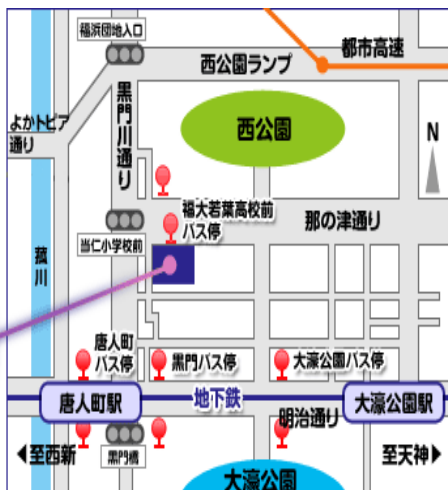 福浜団地入口
都市高速
西公園ランプ
よかトピア
通り
黒門川通り
西公園
N
福大若葉高校前
バス停
那の津通り
当仁小学校前
菰川
唐人町
バス停
黒門バス停
大濠公園バス停
唐人町駅
地下鉄
大濠公園駅
明治通り
至西新
黒門橋
至天神
大濠公園